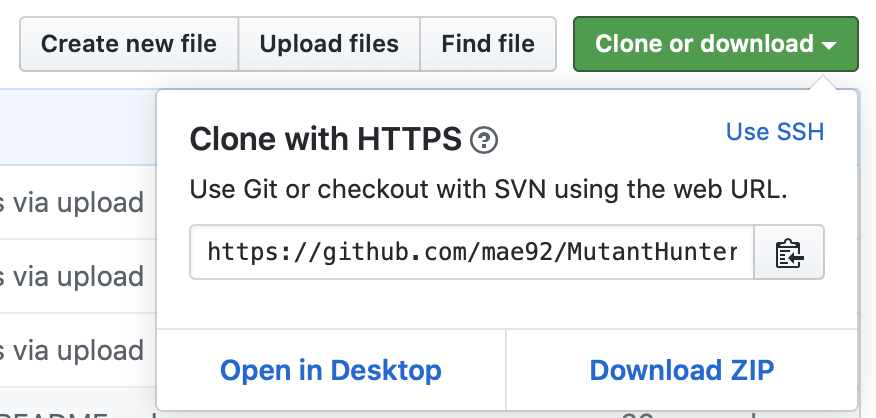 Create new file
Upload files
Find file
Clone or download
Clone with HTTPS ?
Use SSH
Use Git or checkout with SVN using the web URL.
https://github.com/mae92/MutantHunter
s via upload
s via upload
s via upload
Open in Desktop
Download ZIP